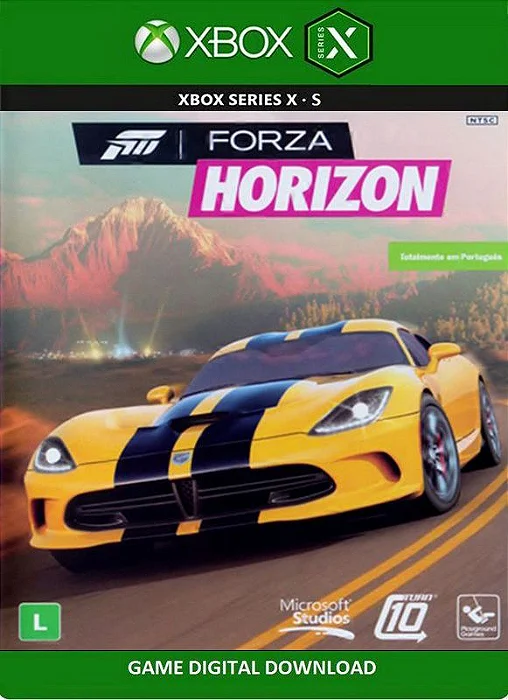 XBOX SERIES X
XBOX SERIES X · S
NTSC
FORZA
HORIZON
Totalmente em Português
L
Microsoft®
Studios
TURN
10
Playground
Games
GAME DIGITAL DOWNLOAD